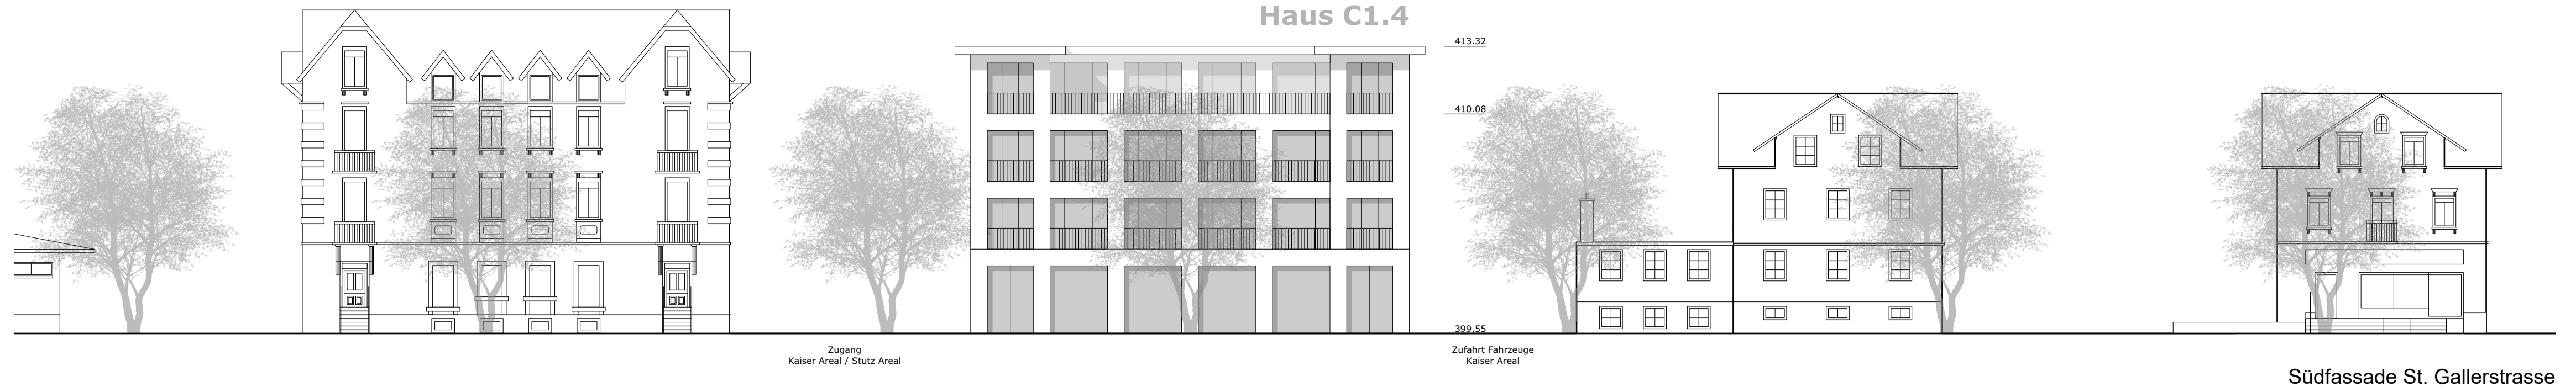 Haus C1.4
413.32
410.08
399.55
Zugang
Kaiser Areal / Stutz Areal
Zufahrt Fahrzeuge
Kaiser Areal
Südfassade St. Gallerstrasse